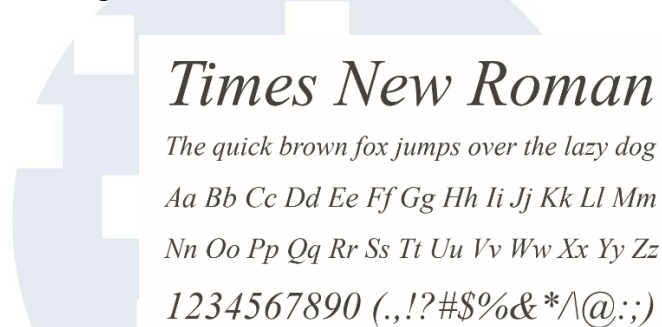 Times New Roman
The quick brown fox jumps over the lazy dog
Aa Bb Cc Dd Ee Ff Gg Hh Ii Jj Kk Ll Mm
Nn Oo Pp Qq Rr Ss Tt Uu Vv Ww Xx Yy Zz
1234567890 (.,!?#$%&*/\@:;)